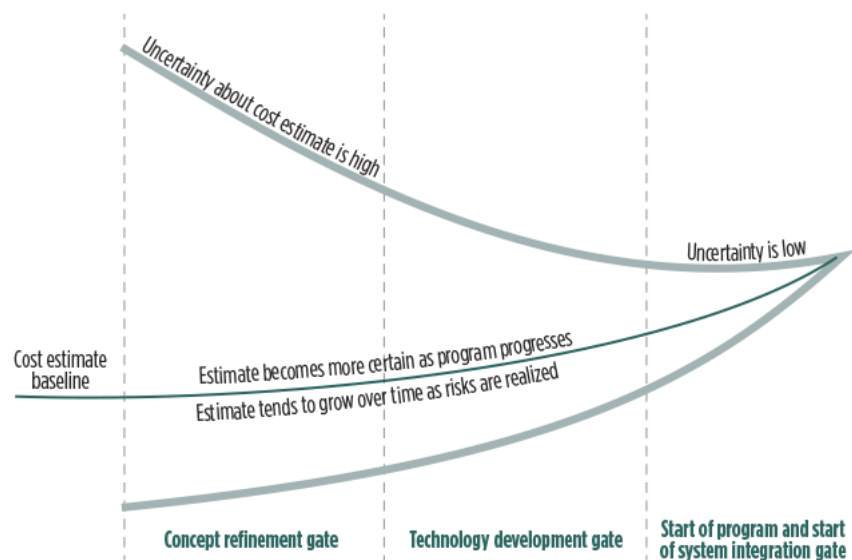 Uncertainty about cost estimate is high
Uncertainty is low
Cost estimate
baseline
Estimate becomes more certain as program progresses
Estimate tends to grow over time as risks are realized
Concept refinement gate
Technology development gate
Start of program and start
of system integration gate